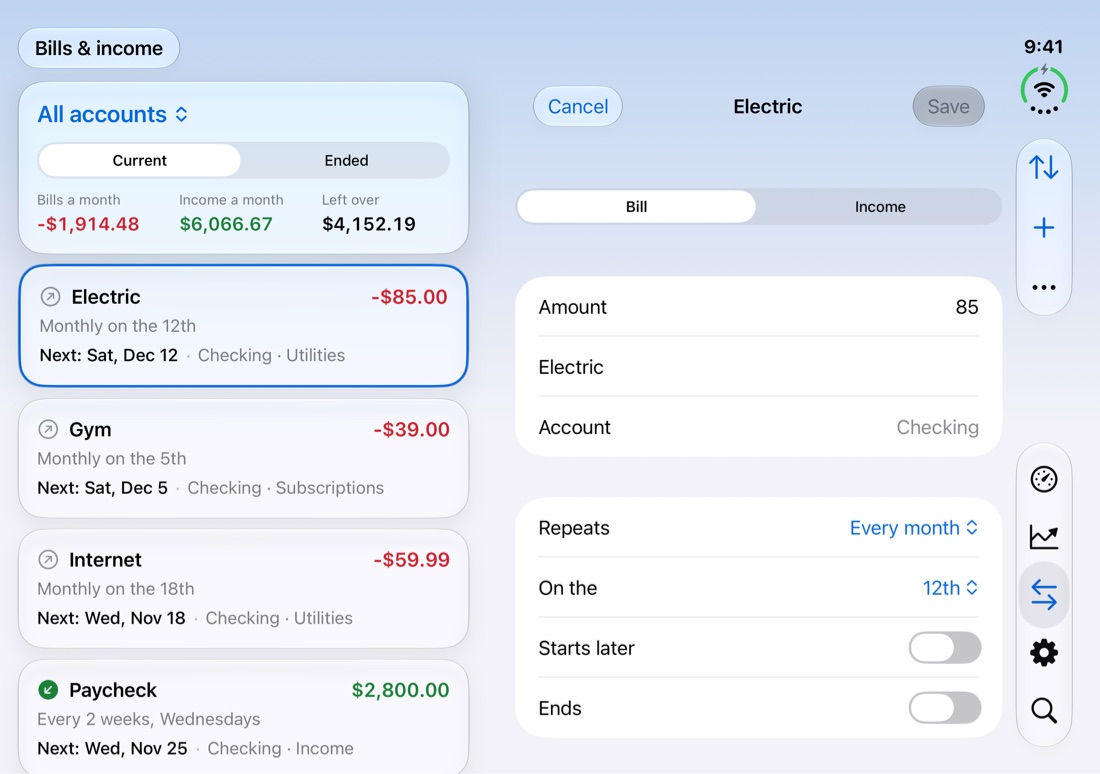 Bills & income
All accounts
Current Ended
Bills a month Income a month Left over
-$1,914.48 $6,066.67 $4,152.19
Electric -$85.00
Monthly on the 12th
Next: Sat, Dec 12 · Checking · Utilities
Gym -$39.00
Monthly on the 5th
Next: Sat, Dec 5 · Checking · Subscriptions
Internet -$59.99
Monthly on the 18th
Next: Wed, Nov 18 · Checking · Utilities
Paycheck $2,800.00
Every 2 weeks, Wednesdays
Next: Wed, Nov 25 · Checking · Income
Cancel Electric Save
Bill Income
Amount 85
Electric
Account Checking
Repeats Every month
On the 12th
Starts later
Ends
9:41